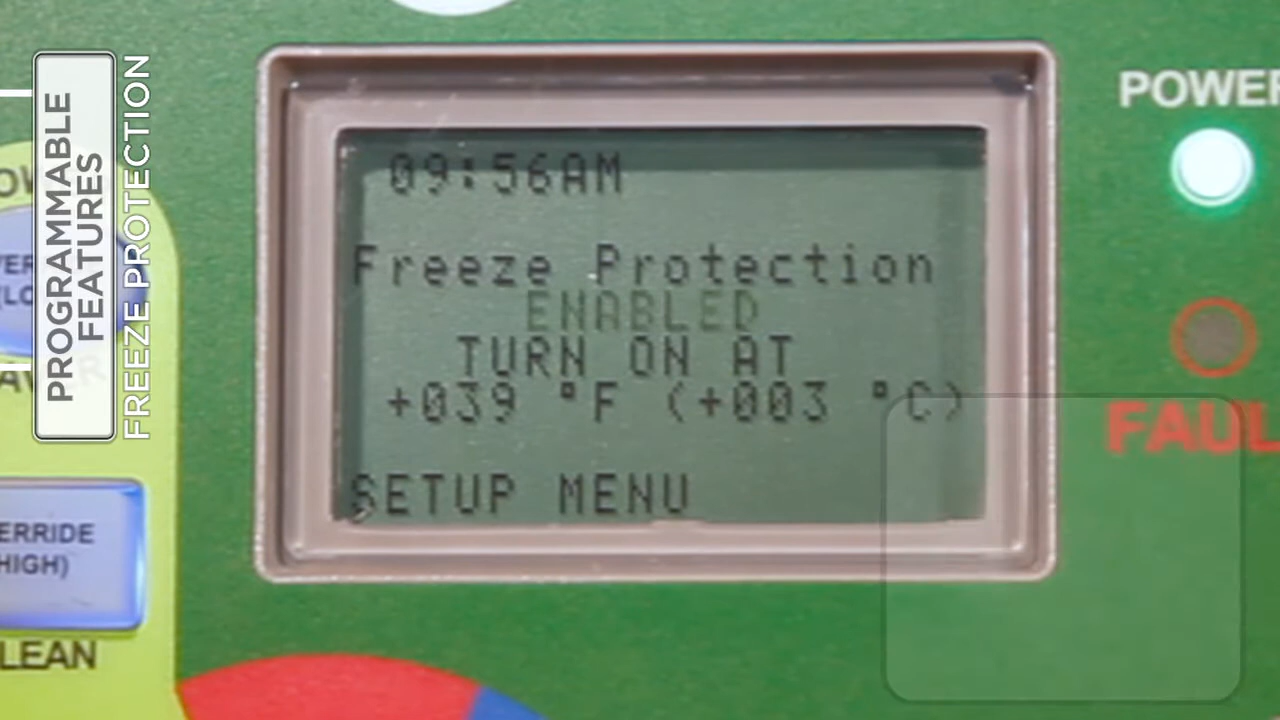 PROGRAMMABLE
FEATURES
FREEZE PROTECTION
09:56AM
Freeze Protection
ENABLED
TURN ON AT
+039 °F (+003 °C)
SETUP MENU
POWER
FAUL
ERRIDE
HIGH)
LEAN